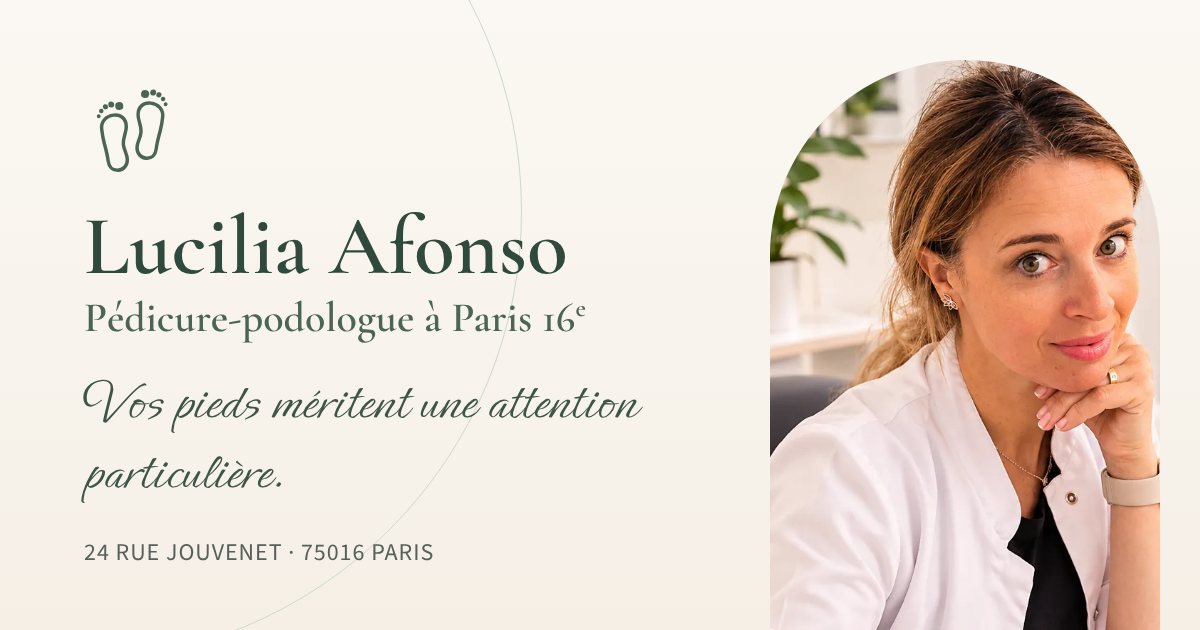 Lucilia Afonso
Pédicure-podologue à Paris 16ᵉ
Vos pieds méritent une attention
particulière.
24 RUE JOUVENET · 75016 PARIS